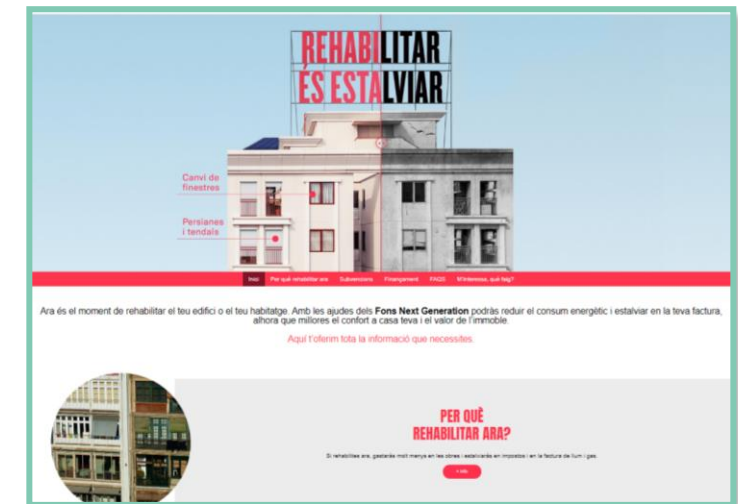 REHABILITAR
ÉS ESTALVIAR
Canvi de
finestres
Persianes
i tendals
Inici Per què rehabilitar ara Subvencions Finançament FAQS M'interessa, què faig?
Ara és el moment de rehabilitar el teu edifici o el teu habitatge. Amb les ajudes dels Fons Next Generation podràs reduir el consum energètic i estalviar en la teva factura,
alhora que millores el confort a casa teva i el valor de l'immoble.
Aquí t'oferim tota la informació que necessites.
PER QUÈ
REHABILITAR ARA?
Si rehabilites ara, gastaràs molt menys en les obres i estalviaràs en impostos i en la factura de llum i gas.